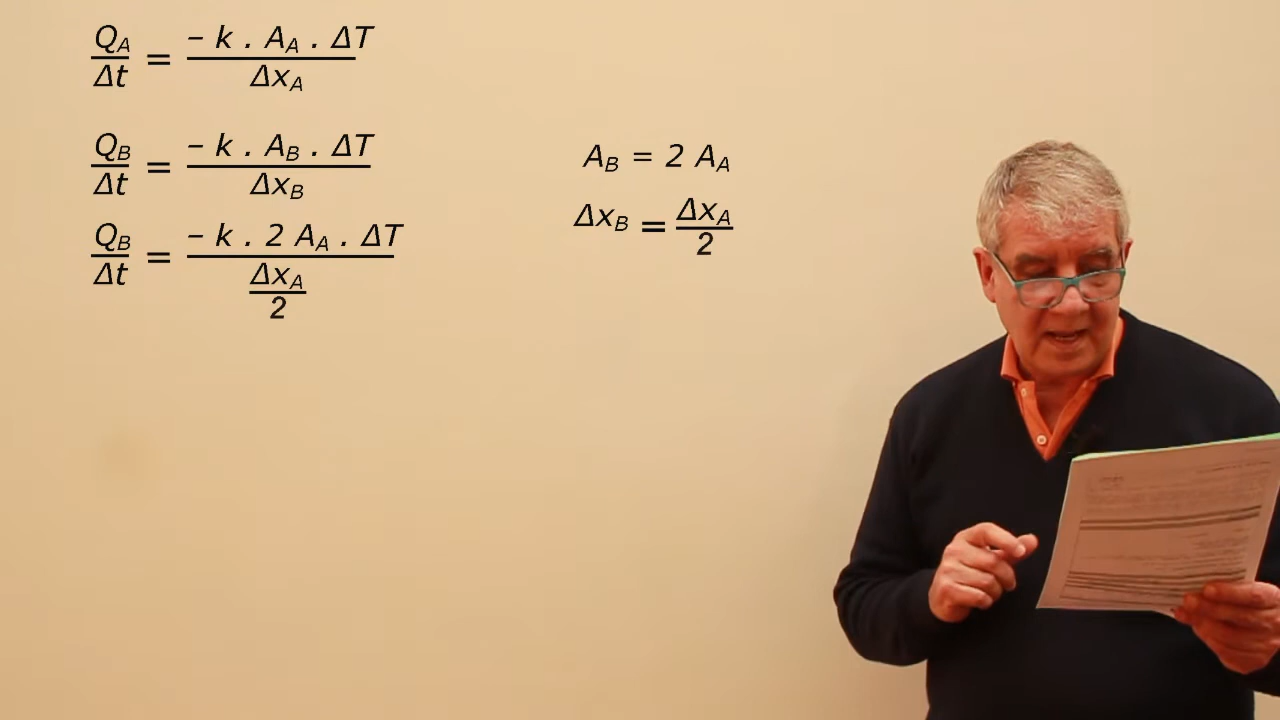 Q_A/Δt = – k . A_A . ΔT/Δx_A
Q_B/Δt = – k . A_B . ΔT/Δx_B
A_B = 2 A_A
Q_B/Δt = – k . 2 A_A . ΔT/(Δx_A/2)
Δx_B = Δx_A/2